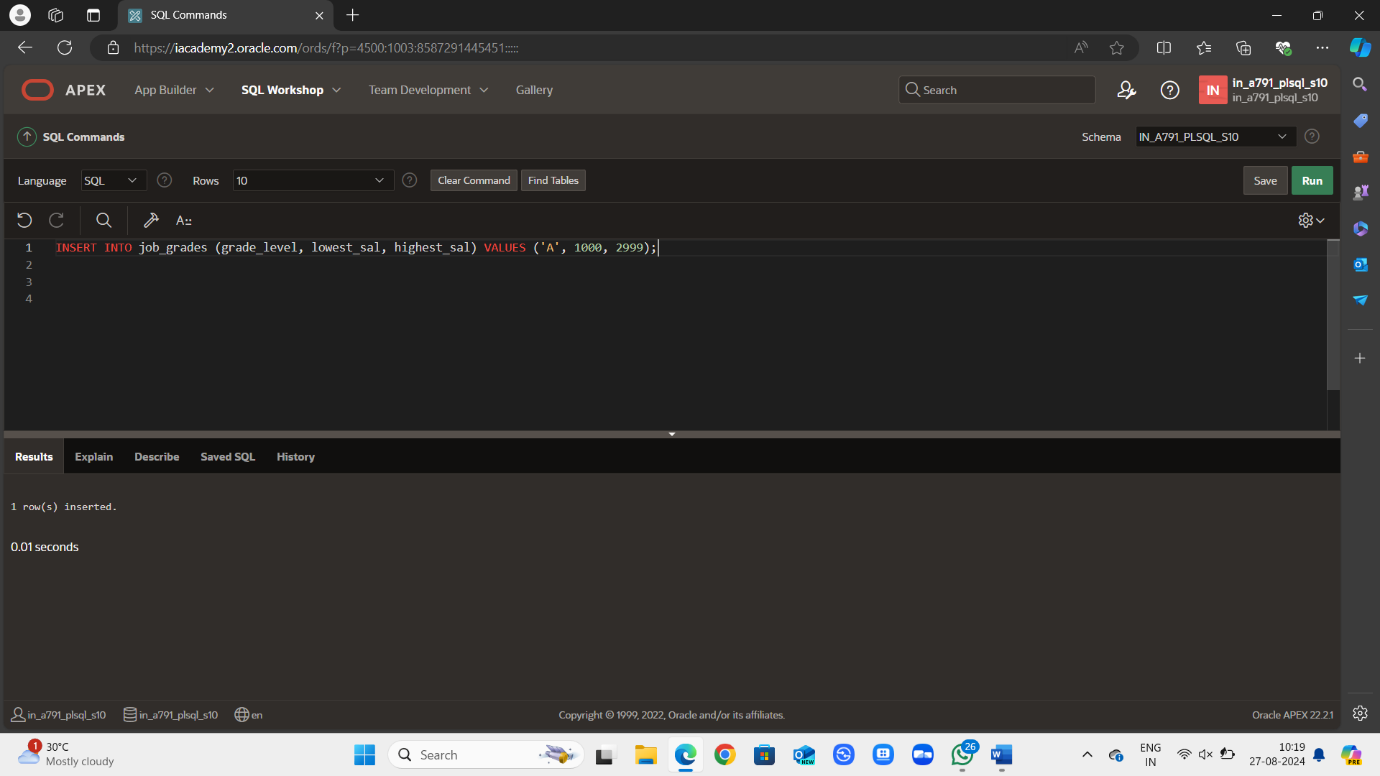 SQL Commands
https://iacademy2.oracle.com/ords/f?p=4500:1003:8587291445451:::::
APEX App Builder SQL Workshop Team Development Gallery Search IN in_a791_plsql_s10
in_a791_plsql_s10
SQL Commands Schema IN_A791_PLSQL_S10
Language SQL Rows 10 Clear Command Find Tables Save Run
A::
1 INSERT INTO job_grades (grade_level, lowest_sal, highest_sal) VALUES ('A', 1000, 2999);
2
3
4
Results Explain Describe Saved SQL History
1 row(s) inserted.
0.01 seconds
in_a791_plsql_s10 in_a791_plsql_s10 en Copyright © 1999, 2022, Oracle and/or its affiliates. Oracle APEX 22.2.1
1 30°C
Mostly cloudy
Search
NEW
26
W
ENG
IN
10:19
27-08-2024
PRE